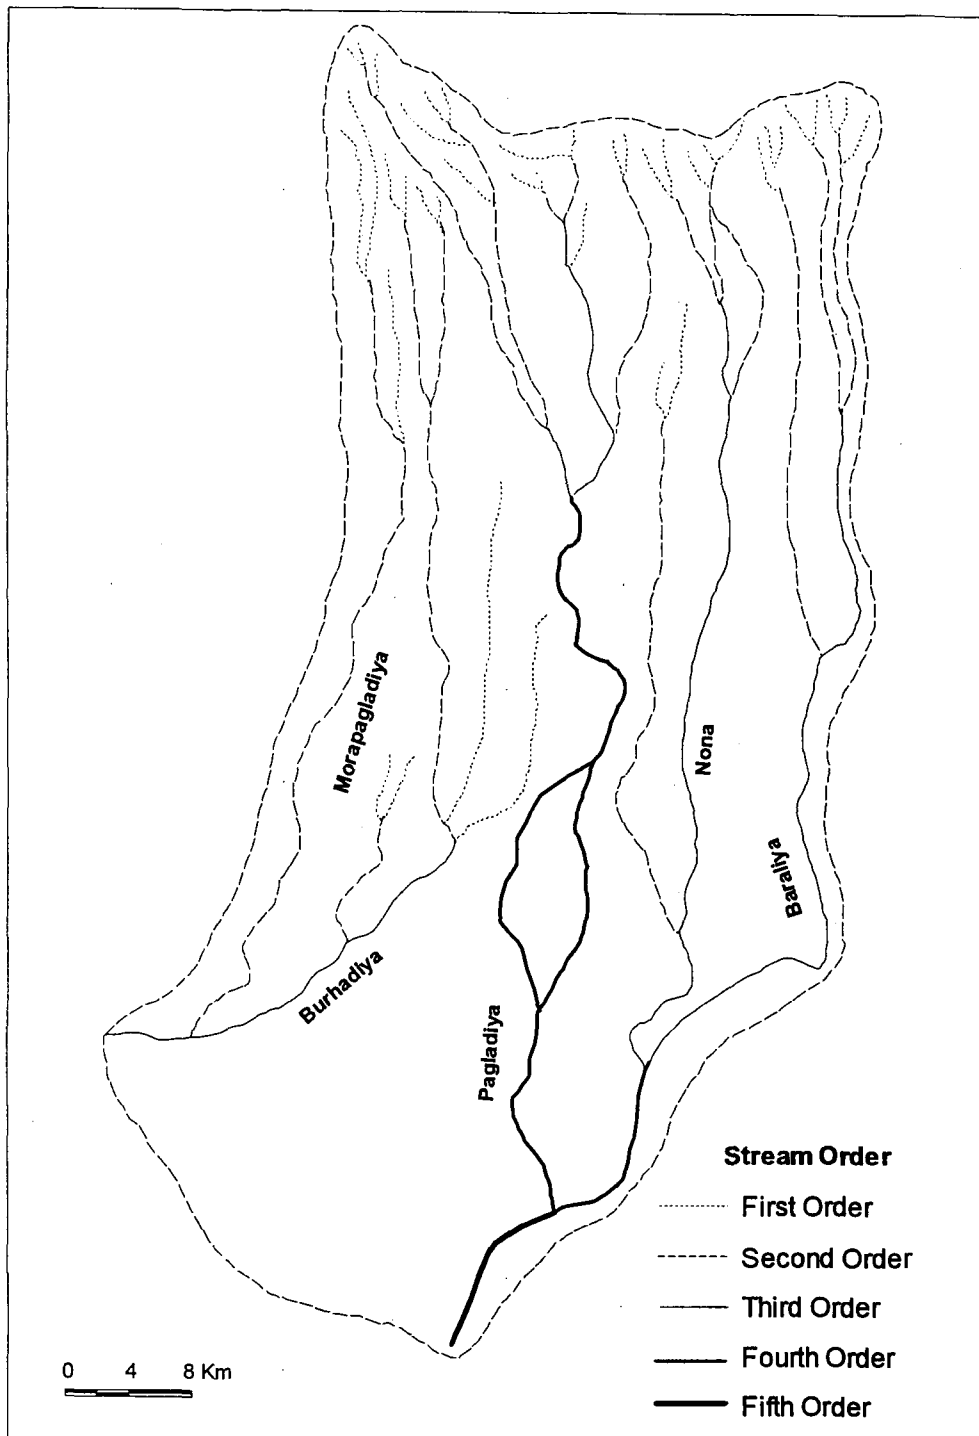 Morapagladiya
Nona
Baraliya
Burhadiya
Pagladiya
Stream Order
First Order
Second Order
Third Order
Fourth Order
Fifth Order
0 4 8 Km